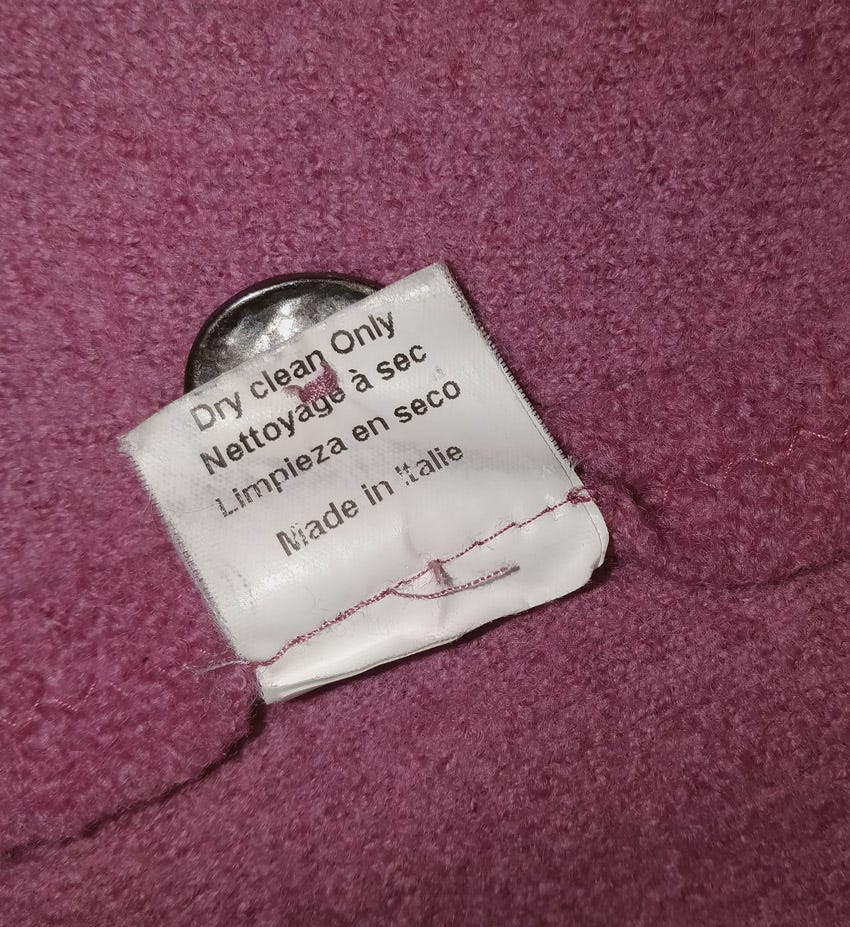 Dry clean Only
Nettoyage à sec
Limpieza en seco
Made in Italie